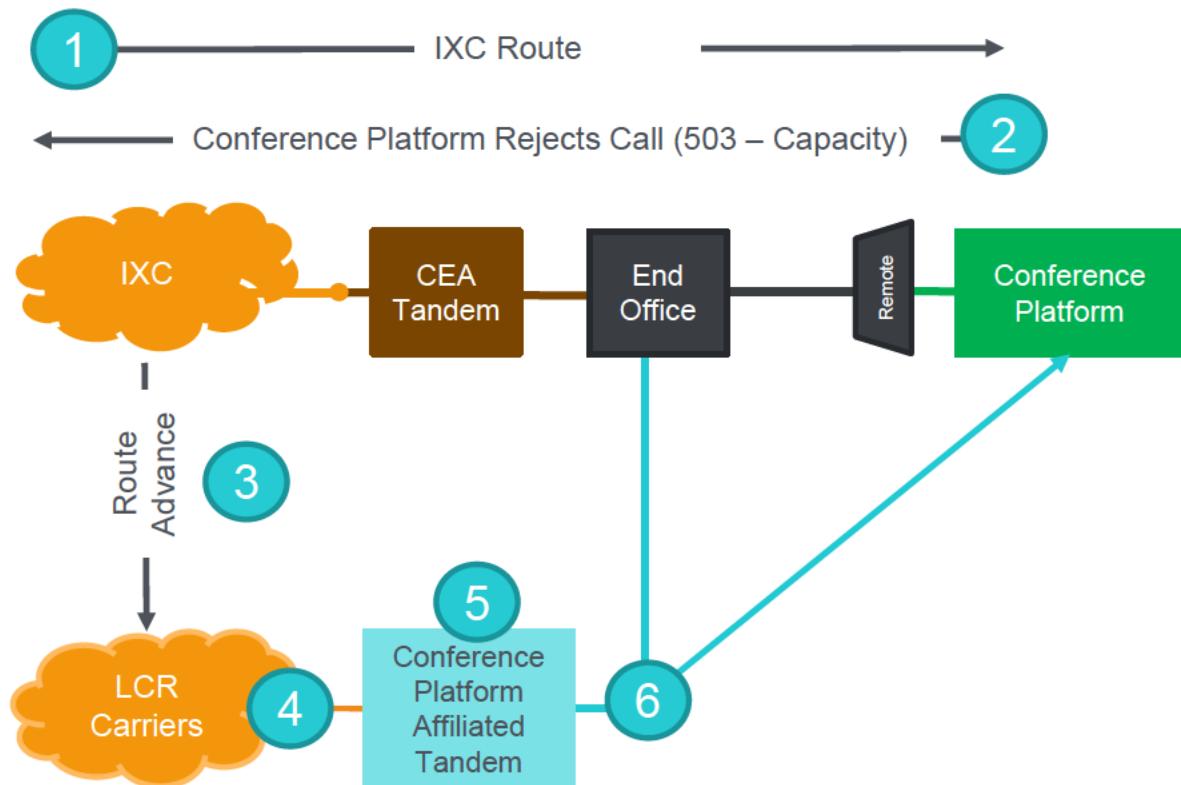 1
IXC Route
Conference Platform Rejects Call (503 – Capacity)
2
IXC
CEA
Tandem
End
Office
Remote
Conference
Platform
Route
Advance
3
LCR
Carriers
4
5
Conference
Platform
Affiliated
Tandem
6